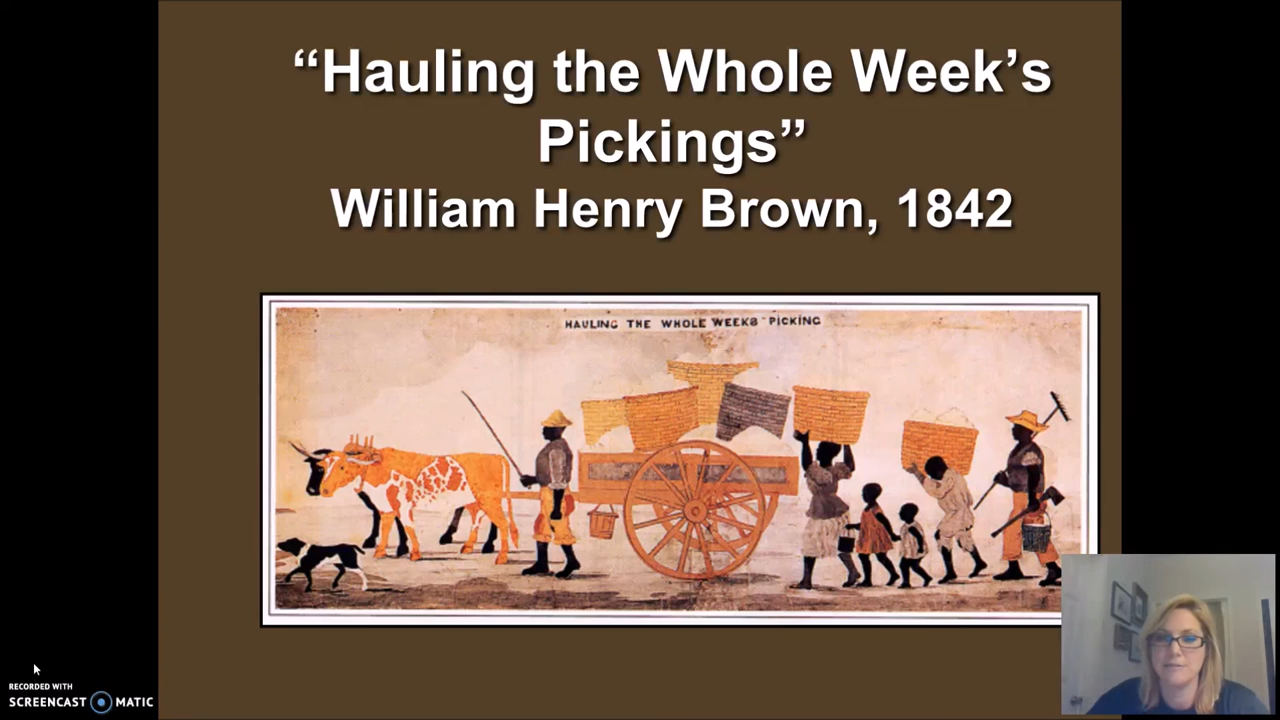 “Hauling the Whole Week’s
Pickings”
William Henry Brown, 1842
HAULING THE WHOLE WEEKS PICKING
RECORDED WITH
SCREENCAST MATIC